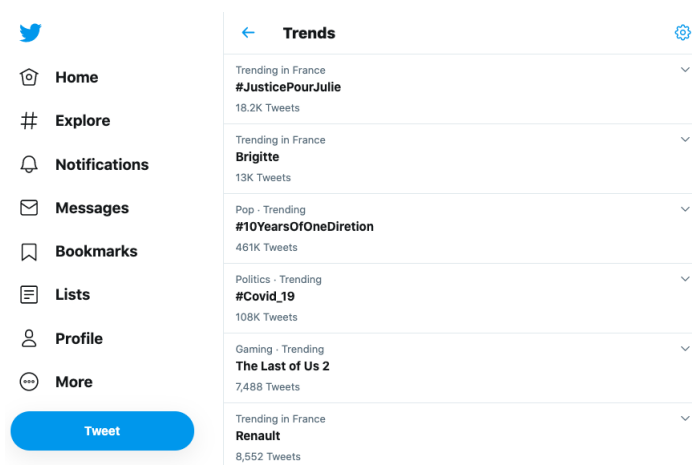 Home
Explore
Notifications
Messages
Bookmarks
Lists
Profile
More
Tweet
Trends
Trending in France
#JusticePourJulie
18.2K Tweets
Trending in France
Brigitte
13K Tweets
Pop · Trending
#10YearsOfOneDiretion
461K Tweets
Politics · Trending
#Covid_19
108K Tweets
Gaming · Trending
The Last of Us 2
7,488 Tweets
Trending in France
Renault
8,552 Tweets